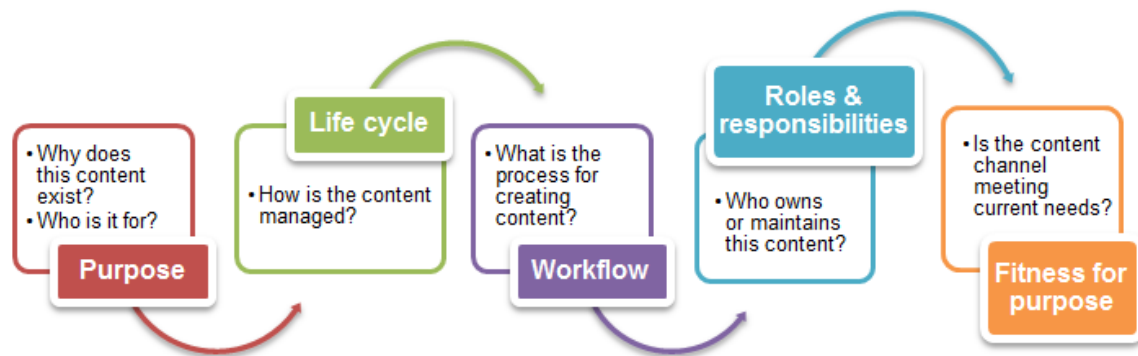 • Why does
this content
exist?
• Who is it for?
Purpose
Life cycle
• How is the content
managed?
• What is the
process for
creating
content?
Workflow
Roles &
responsibilities
• Who owns
or maintains
this content?
• Is the content
channel
meeting
current needs?
Fitness for
purpose